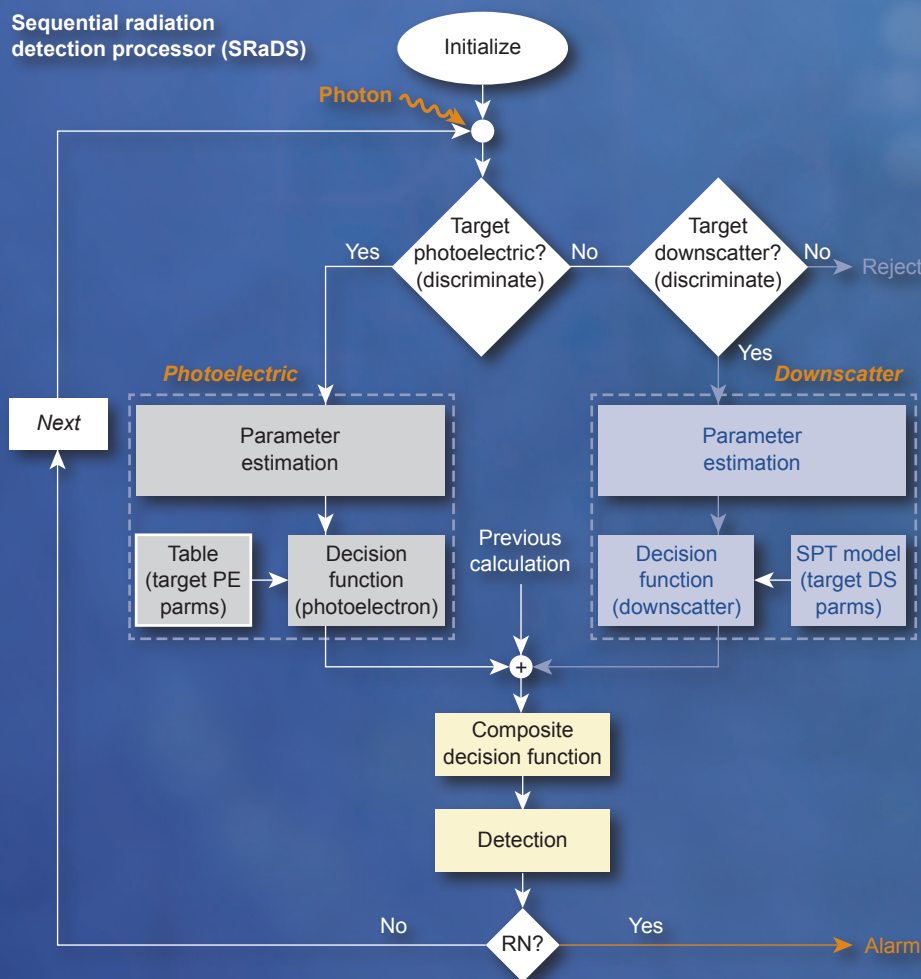 Sequential radiation
detection processor (SRaDS)
Initialize
Photon
Target
photoelectric?
(discriminate)
Yes
No
Target
downscatter?
(discriminate)
No
Reject
Yes
Photoelectric
Downscatter
Next
Parameter
estimation
Parameter
estimation
Table
(target PE
parms)
Decision
function
(photoelectron)
Previous
calculation
Decision
function
(downscatter)
SPT model
(target DS
parms)
+
Composite
decision function
Detection
No
RN?
Yes
Alarm